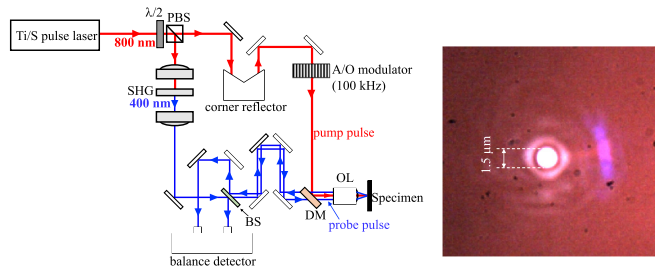 λ/2
PBS
Ti/S pulse laser
800 nm
A/O modulator
(100 kHz)
SHG
400 nm
corner reflector
pump pulse
OL
Specimen
BS
DM
probe pulse
balance detector
1.5 μm